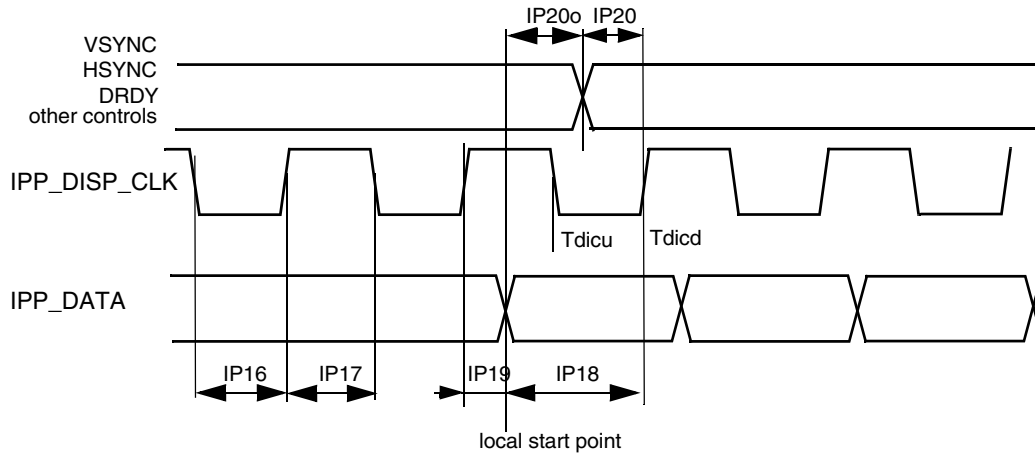 IP20o IP20
VSYNC
HSYNC
DRDY
other controls
IPP_DISP_CLK
Tdicu Tdicd
IPP_DATA
IP16 IP17 IP19 IP18
local start point